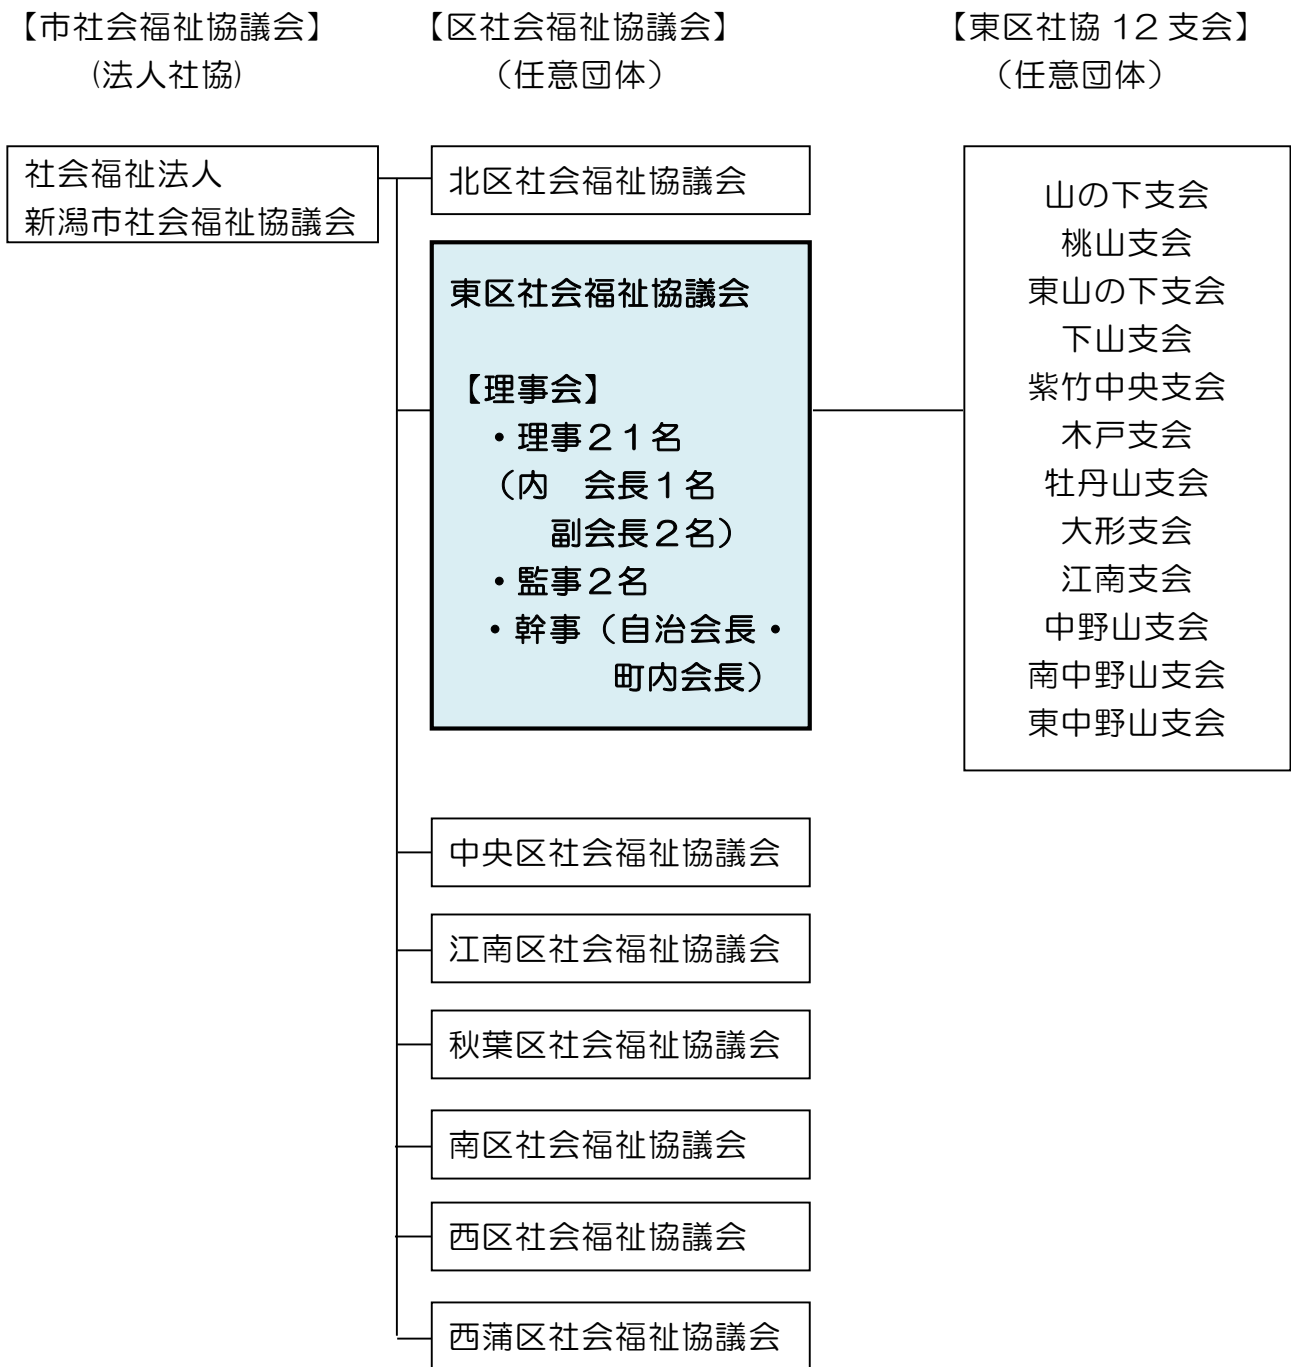 【市社会福祉協議会】
(法人社協)
【区社会福祉協議会】
（任意団体）
【東区社協 12 支会】
（任意団体）
社会福祉法人
新潟市社会福祉協議会
北区社会福祉協議会
東区社会福祉協議会
【理事会】
・理事２１名
（内　会長１名
副会長２名）
・監事２名
・幹事（自治会長・
町内会長）
中央区社会福祉協議会
江南区社会福祉協議会
秋葉区社会福祉協議会
南区社会福祉協議会
西区社会福祉協議会
西蒲区社会福祉協議会
山の下支会
桃山支会
東山の下支会
下山支会
紫竹中央支会
木戸支会
牡丹山支会
大形支会
江南支会
中野山支会
南中野山支会
東中野山支会